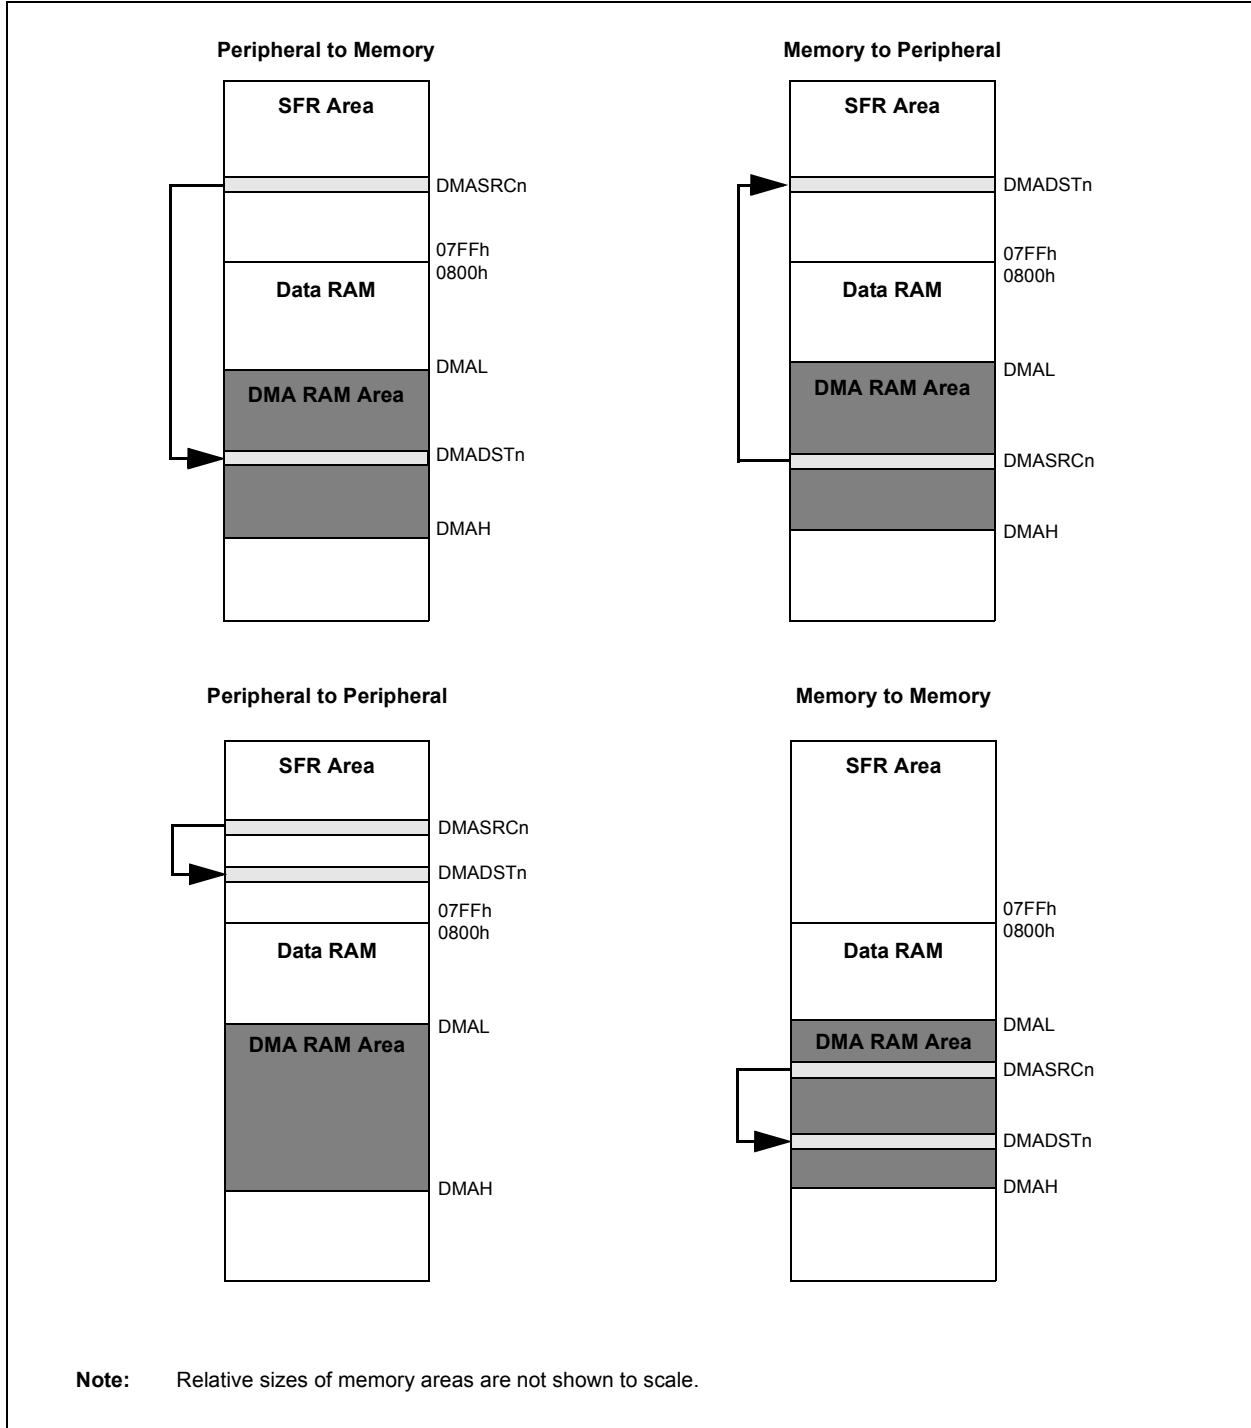 Peripheral to Memory
SFR Area
DMASRCn
07FFh
0800h
Data RAM
DMAL
DMA RAM Area
DMADSTn
DMAH
Memory to Peripheral
SFR Area
DMADSTn
07FFh
0800h
Data RAM
DMAL
DMA RAM Area
DMASRCn
DMAH
Peripheral to Peripheral
SFR Area
DMASRCn
DMADSTn
07FFh
0800h
Data RAM
DMAL
DMA RAM Area
DMAH
Memory to Memory
SFR Area
07FFh
0800h
Data RAM
DMAL
DMA RAM Area
DMASRCn
DMADSTn
DMAH
Note: Relative sizes of memory areas are not shown to scale.